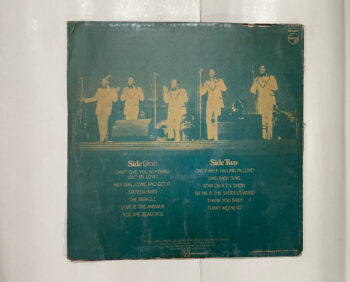 Side One
CAN'T GIVE YOU ANYTHING
(BUT MY LOVE)
HEY GIRL, COME AND GET IT
SIXTEEN BARS
THE MIRACLE
LOVE IS THE ANSWER
YOU ARE BEAUTIFUL
Side Two
CAN'T HELP FALLING IN LOVE
SING BABY SING
STAR ON A T.V. SHOW
NA NA IS THE SADDEST WORD
THANK YOU BABY
FUNKY WEEKEND